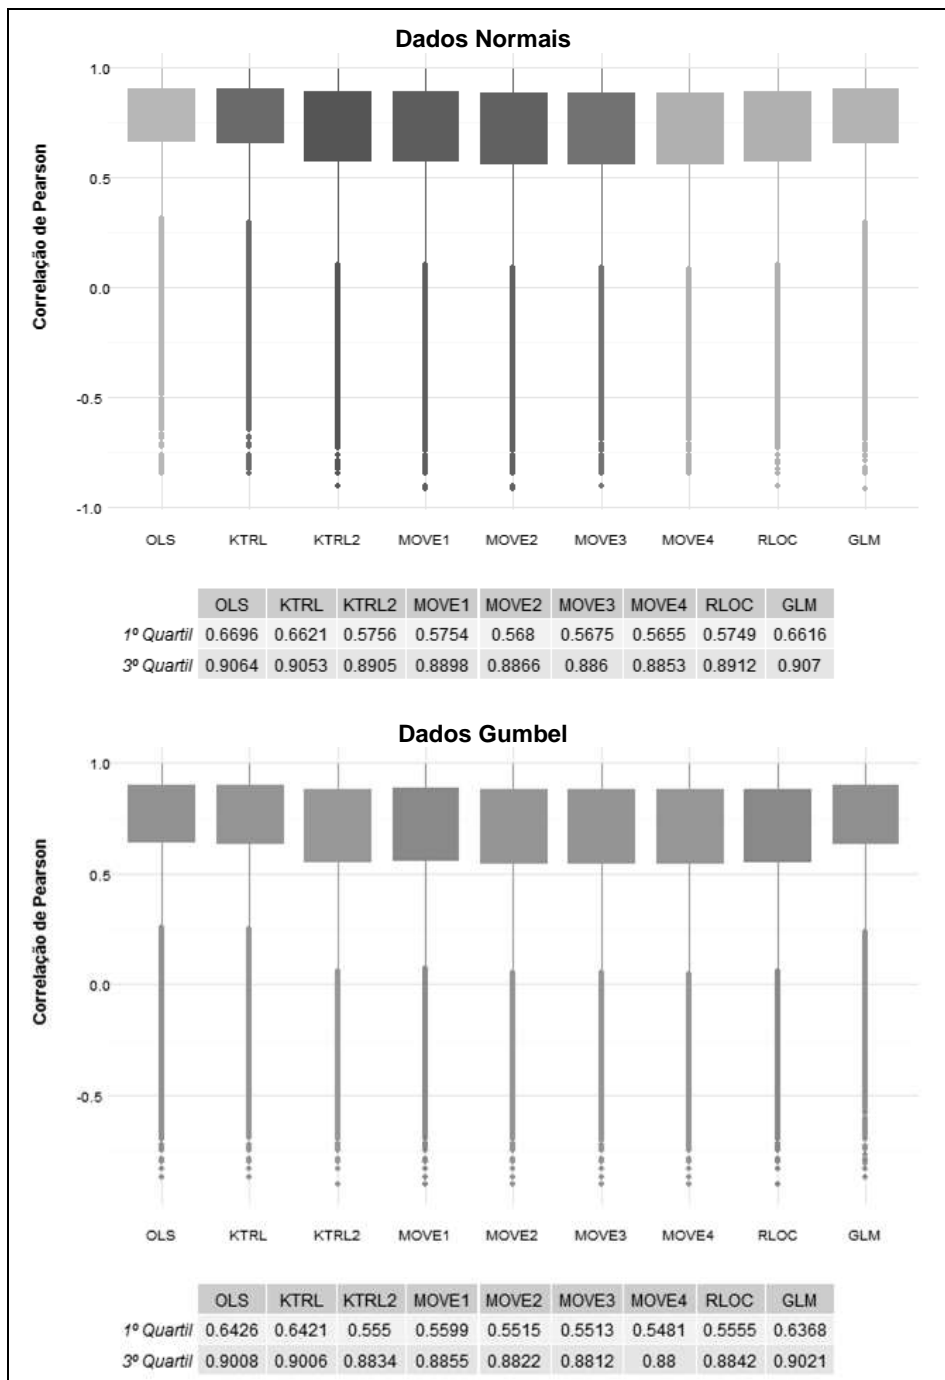 Dados Normais
1.0
0.5
0.0
-0.5
-1.0
Correlação de Pearson
OLS KTRL KTRL2 MOVE1 MOVE2 MOVE3 MOVE4 RLOC GLM
OLS KTRL KTRL2 MOVE1 MOVE2 MOVE3 MOVE4 RLOC GLM
1º Quartil 0.6696 0.6621 0.5756 0.5754 0.568 0.5675 0.5655 0.5749 0.6616
3º Quartil 0.9064 0.9053 0.8905 0.8898 0.8866 0.886 0.8853 0.8912 0.907
Dados Gumbel
1.0
0.5
0.0
-0.5
Correlação de Pearson
OLS KTRL KTRL2 MOVE1 MOVE2 MOVE3 MOVE4 RLOC GLM
OLS KTRL KTRL2 MOVE1 MOVE2 MOVE3 MOVE4 RLOC GLM
1º Quartil 0.6426 0.6421 0.555 0.5599 0.5515 0.5513 0.5481 0.5555 0.6368
3º Quartil 0.9008 0.9006 0.8834 0.8855 0.8822 0.8812 0.88 0.8842 0.9021